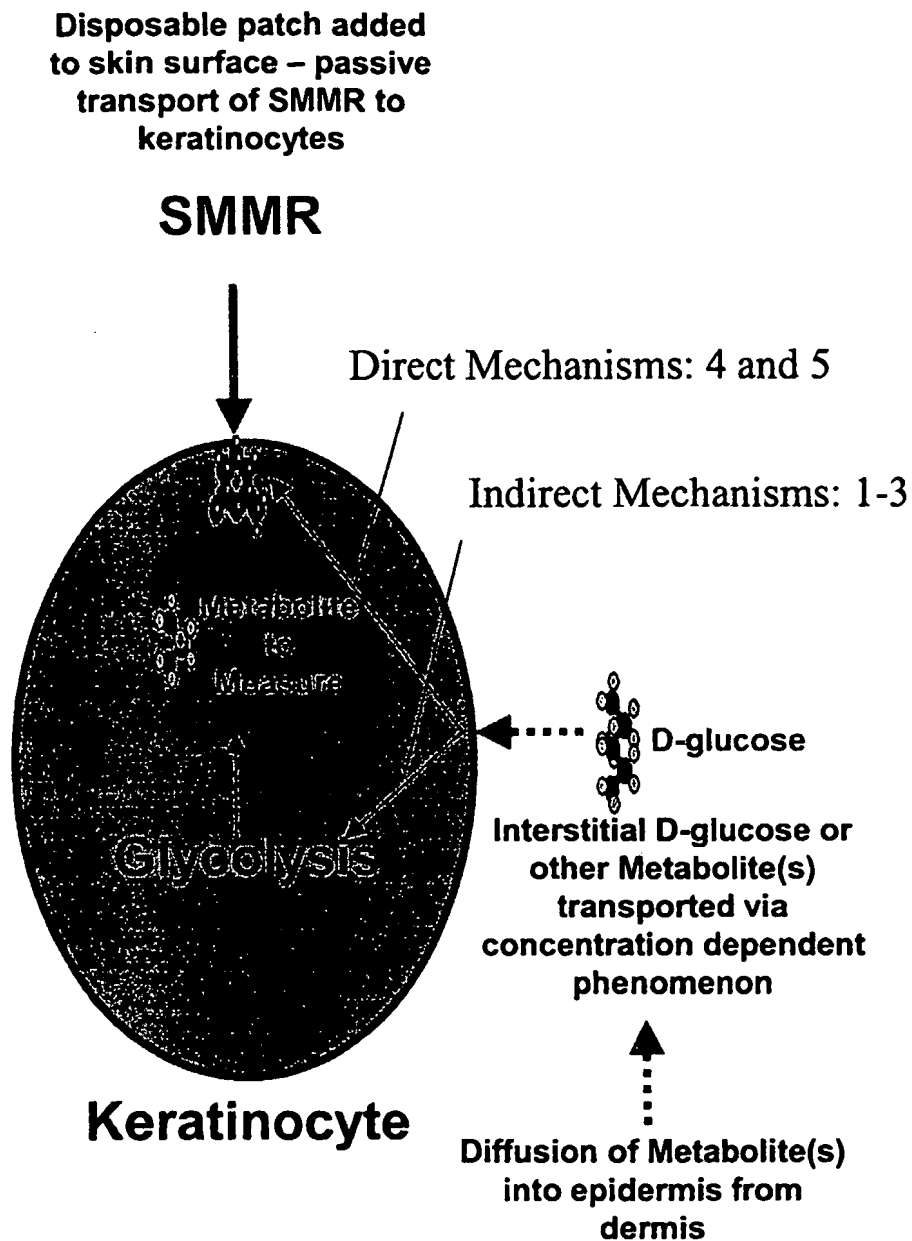 Disposable patch added
to skin surface – passive
transport of SMMR to
keratinocytes
SMMR
Direct Mechanisms: 4 and 5
Indirect Mechanisms: 1-3
Metabolite
to
Measure
D-glucose
Glycolysis
Interstitial D-glucose or
other Metabolite(s)
transported via
concentration dependent
phenomenon
Keratinocyte
Diffusion of Metabolite(s)
into epidermis from
dermis